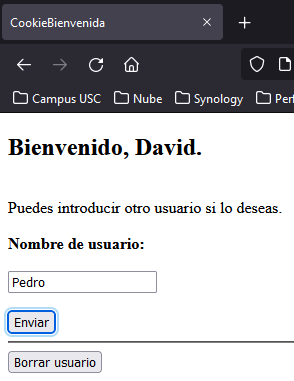 CookieBienvenida
Campus USC Nube Synology
Bienvenido, David.
Puedes introducir otro usuario si lo deseas.
Nombre de usuario:
Pedro
Enviar
Borrar usuario